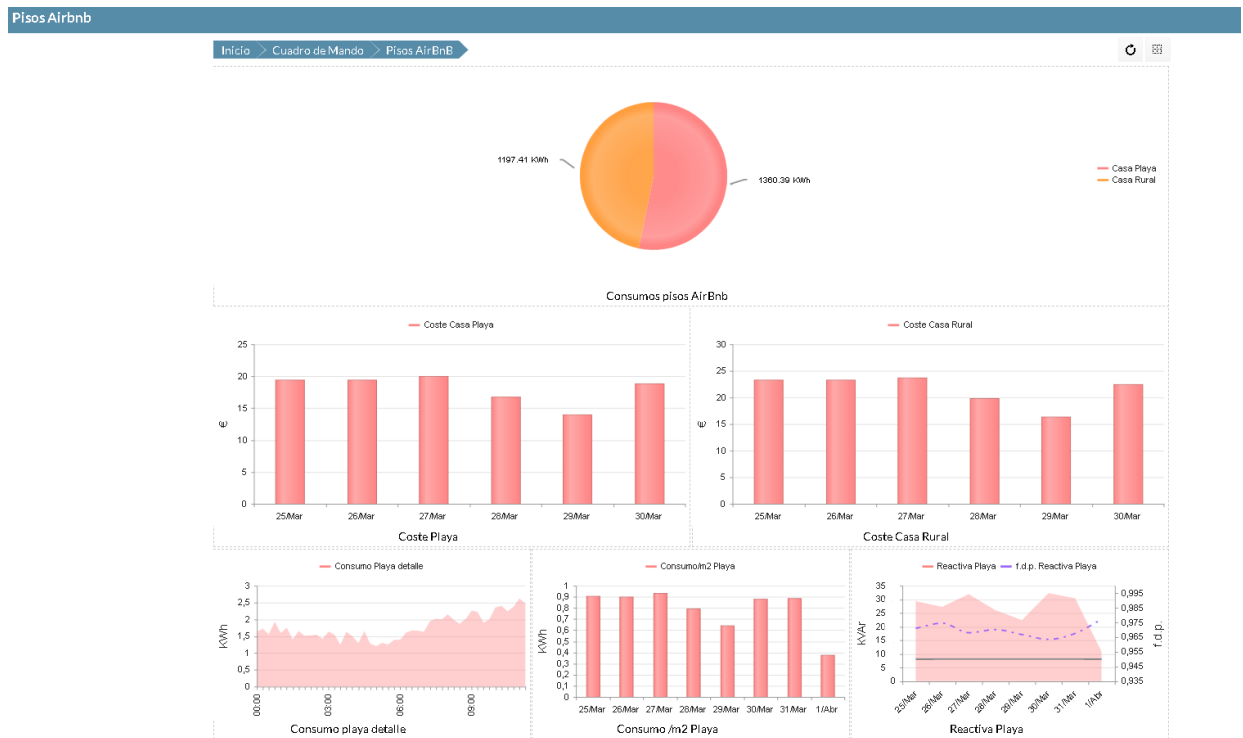 Pisos Airbnb
Inicio Cuadro de Mando Pisos AirBnB
1197.41 KWh
1360.39 KWh
Casa Playa
Casa Rural
Consumos pisos AirBnb
Coste Casa Playa
25
20
15
10
5
0
€
25/Mar 26/Mar 27/Mar 28/Mar 29/Mar 30/Mar
Coste Playa
Coste Casa Rural
30
25
20
15
10
5
0
€
25/Mar 26/Mar 27/Mar 28/Mar 29/Mar 30/Mar
Coste Casa Rural
Consumo Playa detalle
3
2,5
2
1,5
1
0,5
0
KWh
00:00 03:00 06:00 09:00
Consumo playa detalle
Consumo/m2 Playa
1
0,9
0,8
0,7
0,6
0,5
0,4
0,3
0,2
0,1
0
KWh
25/Mar 26/Mar 27/Mar 28/Mar 29/Mar 30/Mar 31/Mar 1/Abr
Consumo /m2 Playa
Reactiva Playa f.d.p. Reactiva Playa
35
30
25
20
15
10
5
0
KVAr
0,995
0,985
0,975
0,965
0,955
0,945
0,935
f.d.p.
25/Mar 26/Mar 27/Mar 28/Mar 29/Mar 30/Mar 31/Mar 1/Abr
Reactiva Playa